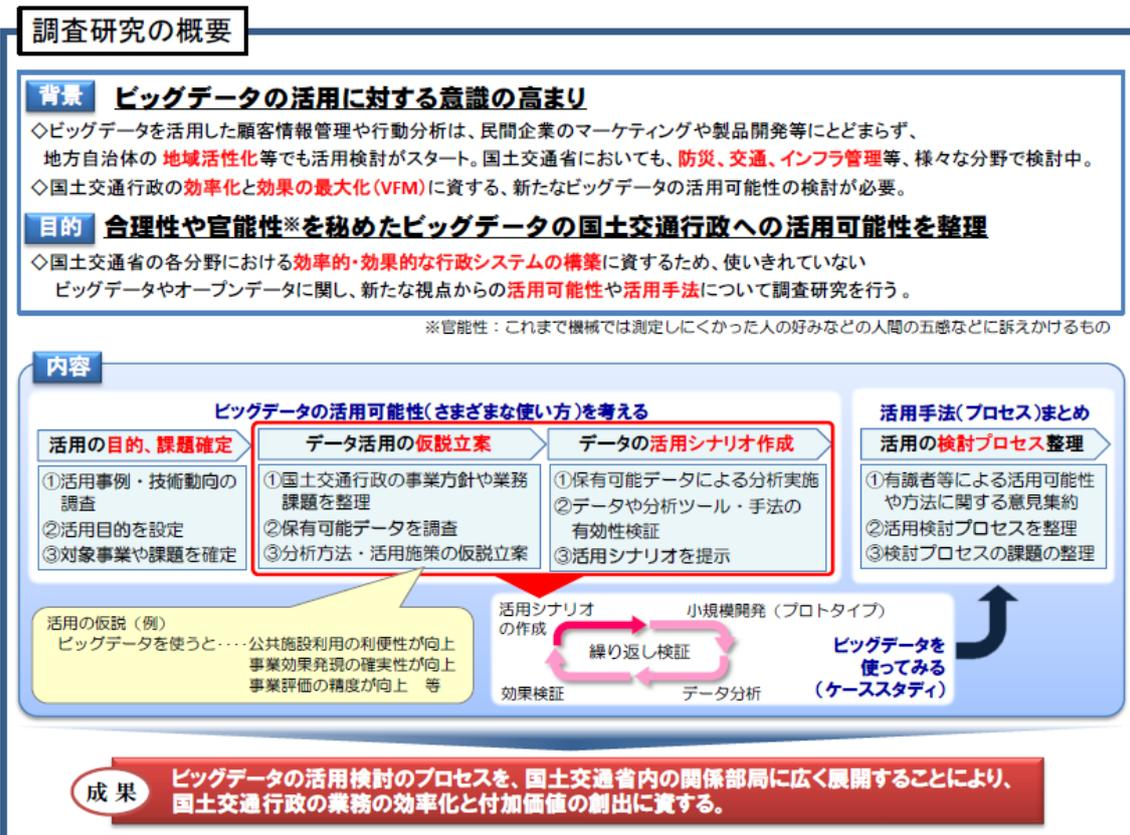 調査研究の概要
背景 ビッグデータの活用に対する意識の高まり
◇ビッグデータを活用した顧客情報管理や行動分析は、民間企業のマーケティングや製品開発等にとどまらず、
地方自治体の 地域活性化等でも活用検討がスタート。国土交通省においても、防災、交通、インフラ管理等、様々な分野で検討中。
◇国土交通行政の効率化と効果の最大化(VFM)に資する、新たなビッグデータの活用可能性の検討が必要。
目的 合理性や官能性※を秘めたビッグデータの国土交通行政への活用可能性を整理
◇国土交通省の各分野における効率的・効果的な行政システムの構築に資するため、使いきれていない
ビッグデータやオープンデータに関し、新たな視点からの活用可能性や活用手法について調査研究を行う。
※官能性:これまで機械では測定しにくかった人の好みなどの人間の五感などに訴えかけるもの
内容
ビッグデータの活用可能性(さまざまな使い方)を考える
活用の目的、課題確定
①活用事例・技術動向の
調査
②活用目的を設定
③対象事業や課題を確定
データ活用の仮説立案
①国土交通行政の事業方針や業務
課題を整理
②保有可能データを調査
③分析方法・活用施策の仮説立案
データの活用シナリオ作成
①保有可能データによる分析実施
②データや分析ツール・手法の
有効性検証
③活用シナリオを提示
活用手法(プロセス)まとめ
活用の検討プロセス整理
①有識者等による活用可能性
や方法に関する意見集約
②活用検討プロセスを整理
③検討プロセスの課題の整理
活用の仮説(例)
ビッグデータを使うと‥‥公共施設利用の利便性が向上
事業効果発現の確実性が向上
事業評価の精度が向上 等
活用シナリオ
の作成
小規模開発(プロトタイプ)
繰り返し検証
効果検証
データ分析
ビッグデータを
使ってみる
(ケーススタディ)
成果
ビッグデータの活用検討のプロセスを、国土交通省内の関係部局に広く展開することにより、
国土交通行政の業務の効率化と付加価値の創出に資する。